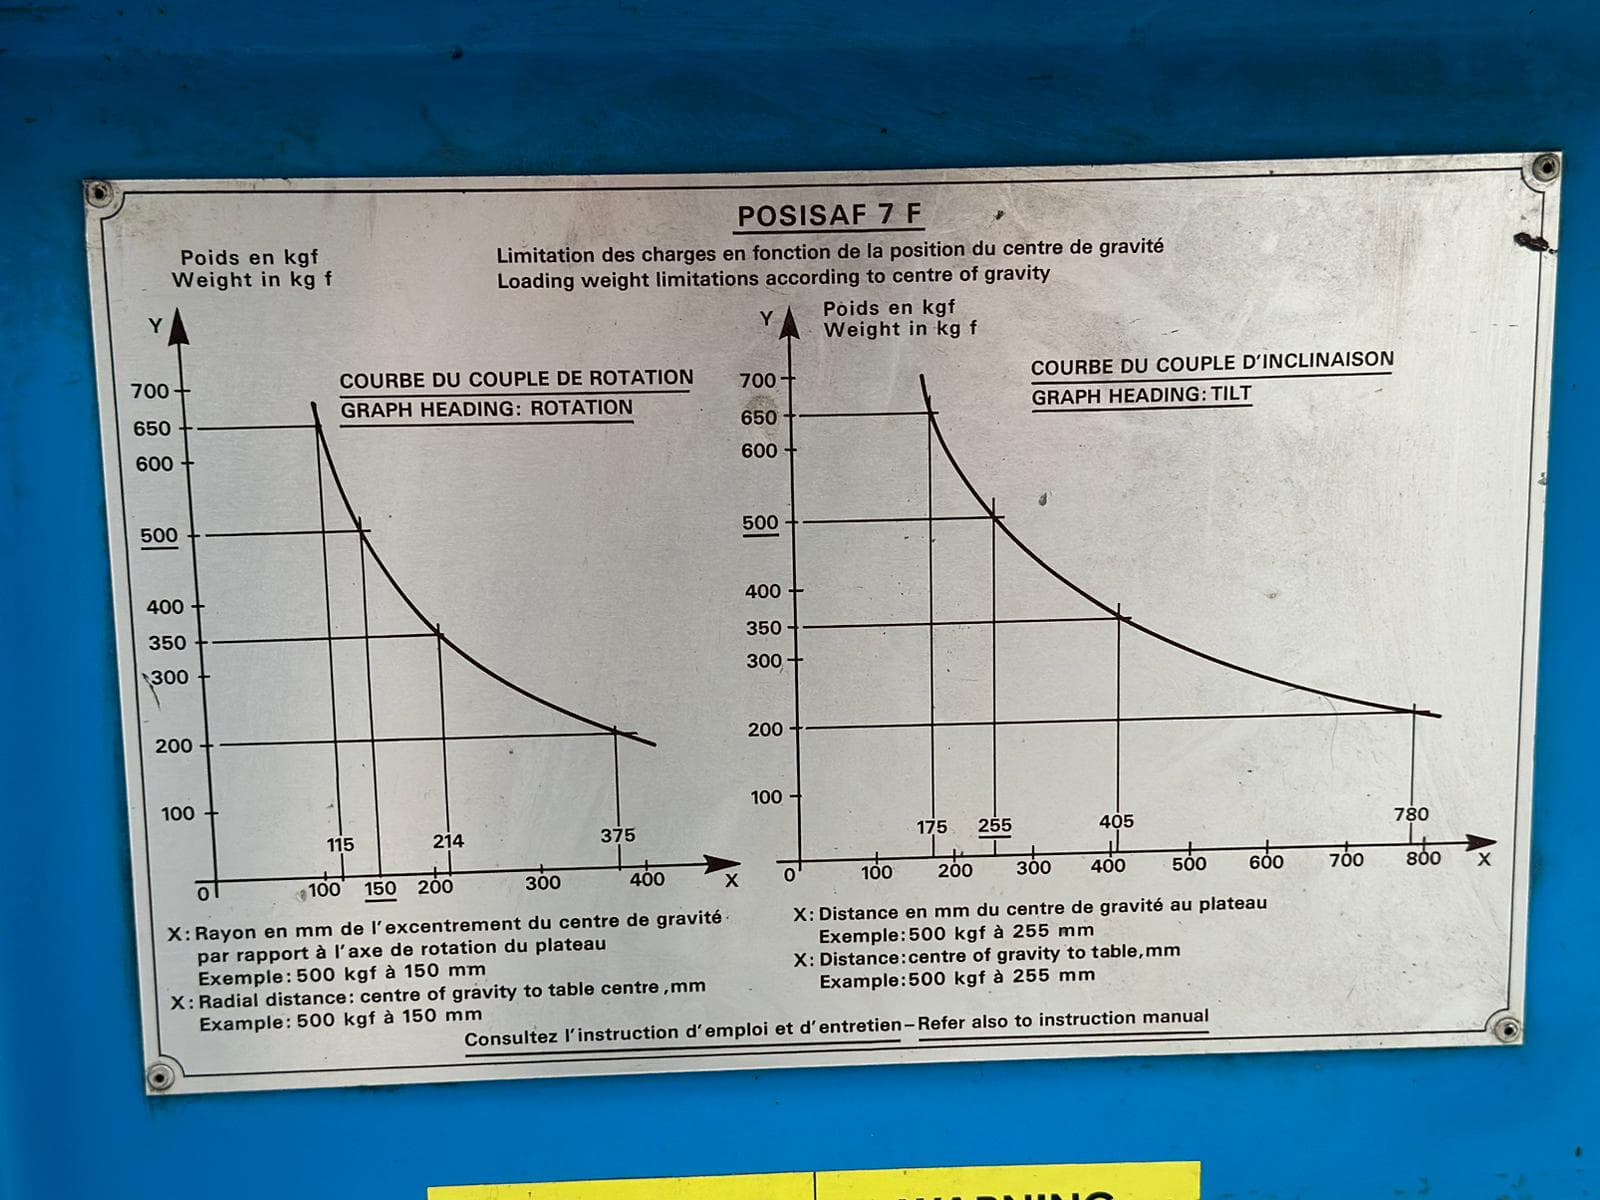 POSISAF 7 F
Limitation des charges en fonction de la position du centre de gravité
Loading weight limitations according to centre of gravity
Poids en kgf
Weight in kg f
Y
COURBE DU COUPLE DE ROTATION
GRAPH HEADING: ROTATION
700
650
600
500
400
350
300
200
100
115
214
375
0
100
150
200
300
400
X
X: Rayon en mm de l'excentrement du centre de gravité
par rapport à l'axe de rotation du plateau
Exemple: 500 kgf à 150 mm
X: Radial distance: centre of gravity to table centre, mm
Example: 500 kgf à 150 mm
Poids en kgf
Weight in kg f
Y
COURBE DU COUPLE D'INCLINAISON
GRAPH HEADING: TILT
700
650
600
500
400
350
300
200
100
175
255
405
780
0
100
200
300
400
500
600
700
800
X
X: Distance en mm du centre de gravité au plateau
Exemple: 500 kgf à 255 mm
X: Distance: centre of gravity to table, mm
Example: 500 kgf à 255 mm
Consultez l'instruction d'emploi et d'entretien – Refer also to instruction manual
WARNING